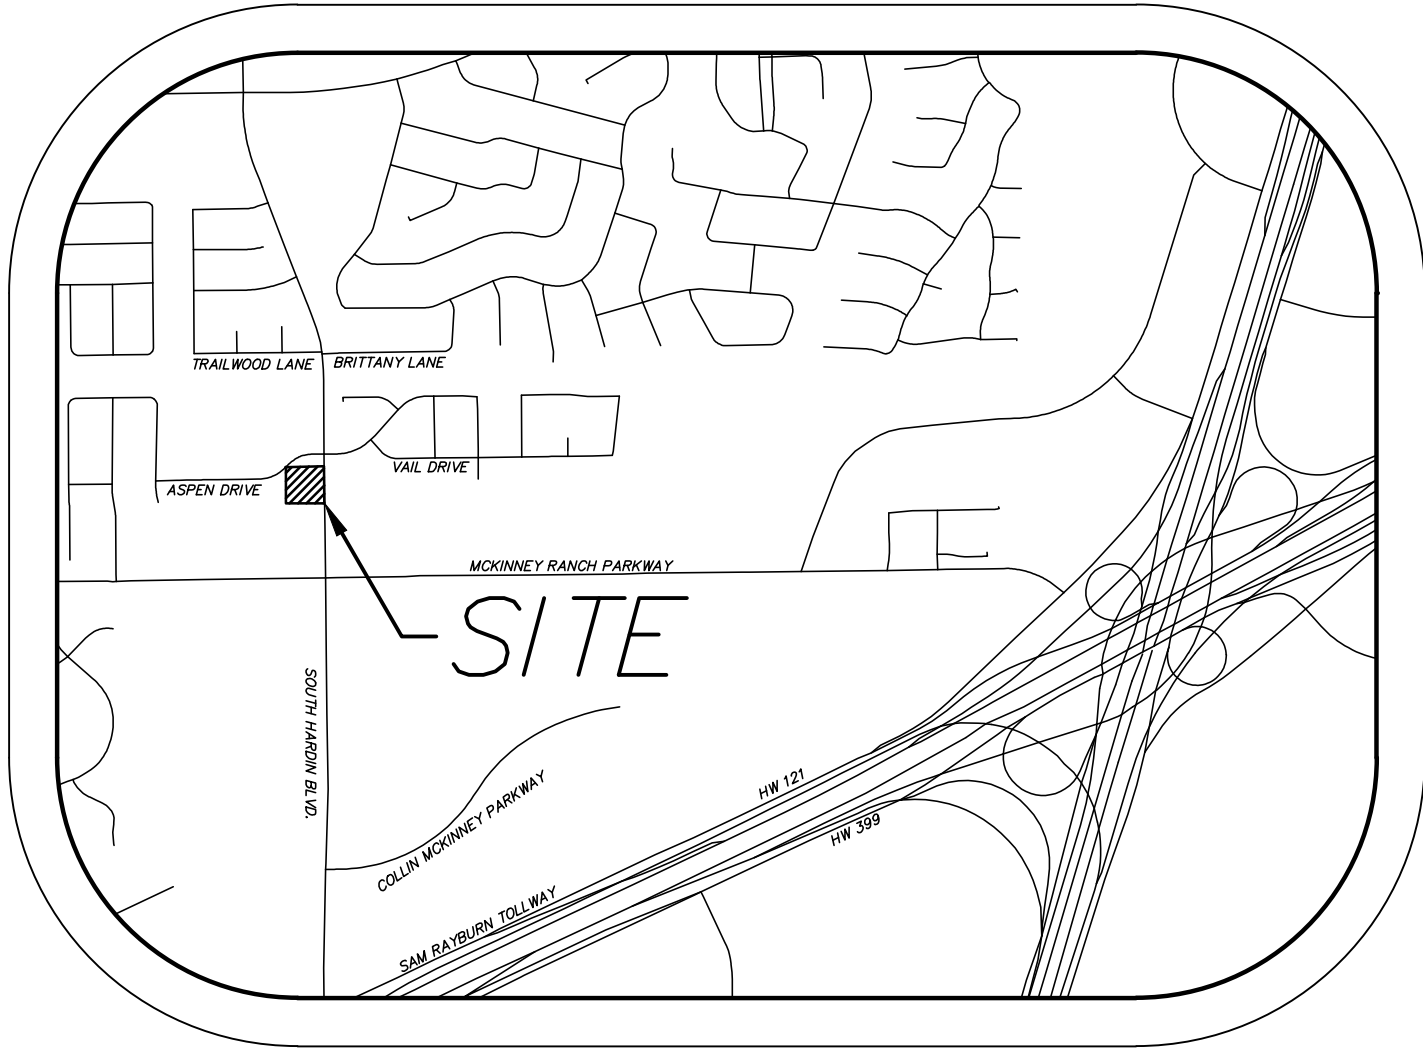 TRAILWOOD LANE
BRITTANY LANE
VAIL DRIVE
ASPEN DRIVE
MCKINNEY RANCH PARKWAY
SITE
SOUTH HARDIN BLVD.
HW 121
COLLIN MCKINNEY PARKWAY
HW 399
SAM RAYBURN TOLLWAY